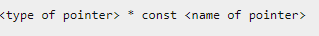 <type of pointer> * const <name of pointer>